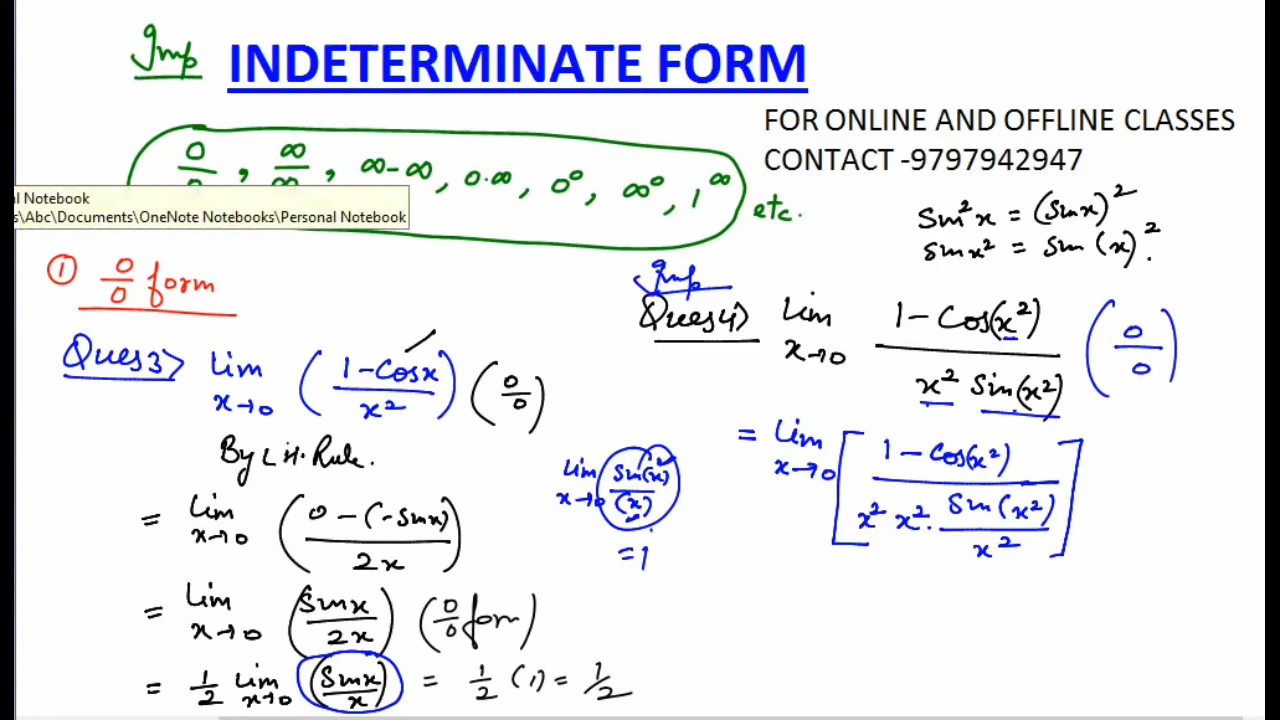 Imp INDETERMINATE FORM
FOR ONLINE AND OFFLINE CLASSES
CONTACT -9797942947
0/0, ∞/∞, ∞-∞, 0.∞, 0⁰, ∞⁰, 1^∞ etc.
al Notebook
s\Abc\Documents\OneNote Notebooks\Personal Notebook
Sin²x = (Sinx)²
Sinx² = Sin(x)².
① 0/0 form
Ques3> Lim x→0 ((1-Cosx)/x²) (0/0)
By L.H. Rule.
= Lim x→0 ((0-(-Sinx))/2x)
= Lim x→0 (Sinx/2x) (0/0 form)
= 1/2 Lim x→0 (Sinx/x) = 1/2 (1) = 1/2
Lim x→0 Sin(x)/(x)
=1
Imp
Ques4> Lim x→0 (1-Cos(x²))/(x² Sin(x²)) (0/0)
= Lim x→0 [(1-Cos(x²))/(x² x². Sin(x²)/x²)]